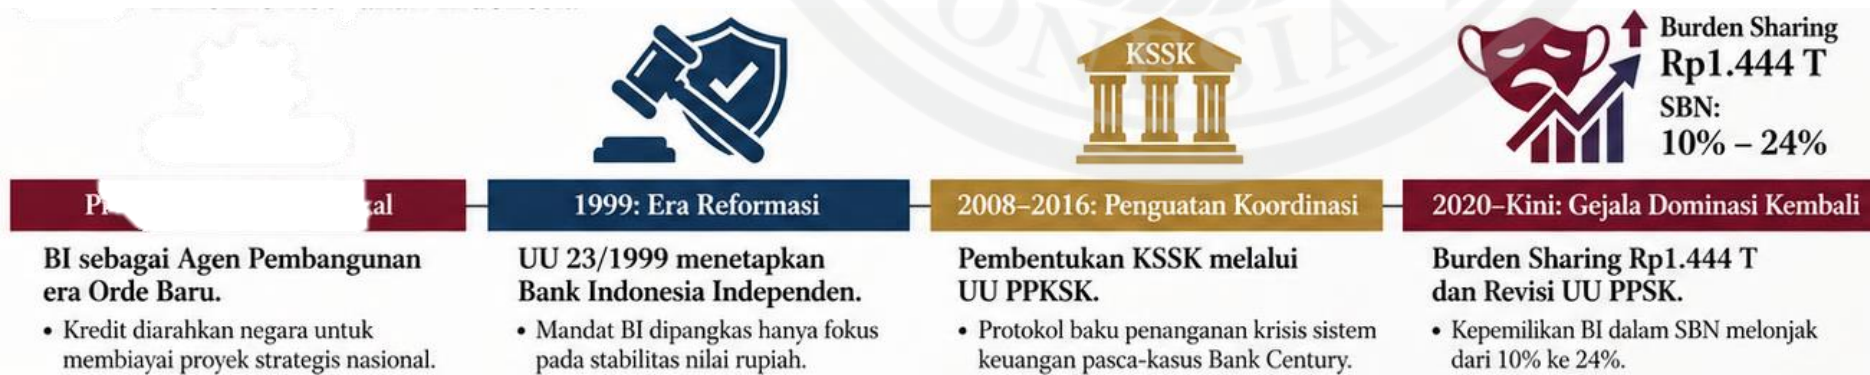 KSSK
Burden Sharing
Rp1.444 T
SBN:
10% – 24%
1999: Era Reformasi
2008–2016: Penguatan Koordinasi
2020–Kini: Gejala Dominasi Kembali
BI sebagai Agen Pembangunan
era Orde Baru.
• Kredit diarahkan negara untuk
membiayai proyek strategis nasional.
UU 23/1999 menetapkan
Bank Indonesia Independen.
• Mandat BI dipangkas hanya fokus
pada stabilitas nilai rupiah.
Pembentukan KSSK melalui
UU PPKSK.
• Protokol baku penanganan krisis sistem
keuangan pasca-kasus Bank Century.
Burden Sharing Rp1.444 T
dan Revisi UU PPSK.
• Kepemilikan BI dalam SBN melonjak
dari 10% ke 24%.